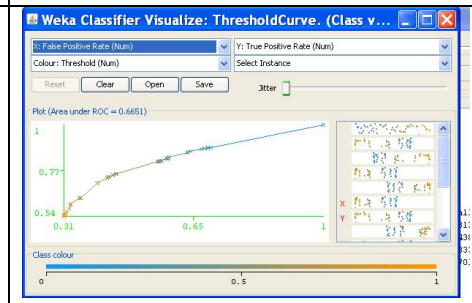 Weka Classifier Visualize: ThresholdCurve. (Class v...
X: False Positive Rate (Num) Y: True Positive Rate (Num)
Colour: Threshold (Num) Select Instance
Reset Clear Open Save Jitter
Plot (Area under ROC = 0.6651)
1
0.77
0.54
0.31 0.65 1
X
Y
Class colour
0 0.5 1